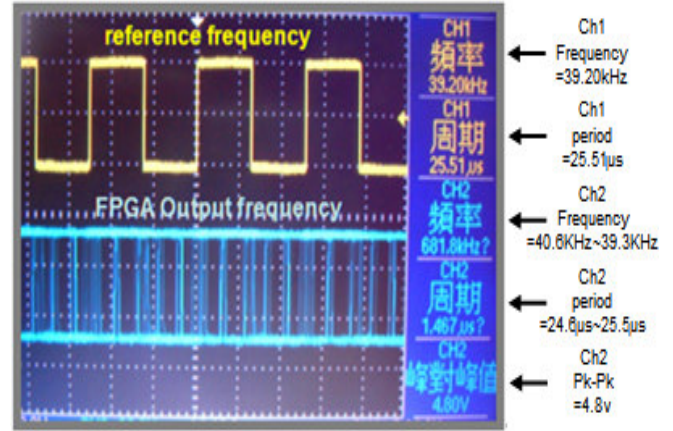 reference frequency
FPGA Output frequency
CH1
頻率
39.20kHz
CH1
周期
25.51us
CH2
頻率
681.8kHz?
CH2
周期
1.467us?
CH2
峰對峰值
4.80V
Ch1
Frequency
=39.20kHz
Ch1
period
=25.51µs
Ch2
Frequency
=40.6KHz~39.3KHz
Ch2
period
=24.6µs~25.5µs
Ch2
Pk-Pk
=4.8v